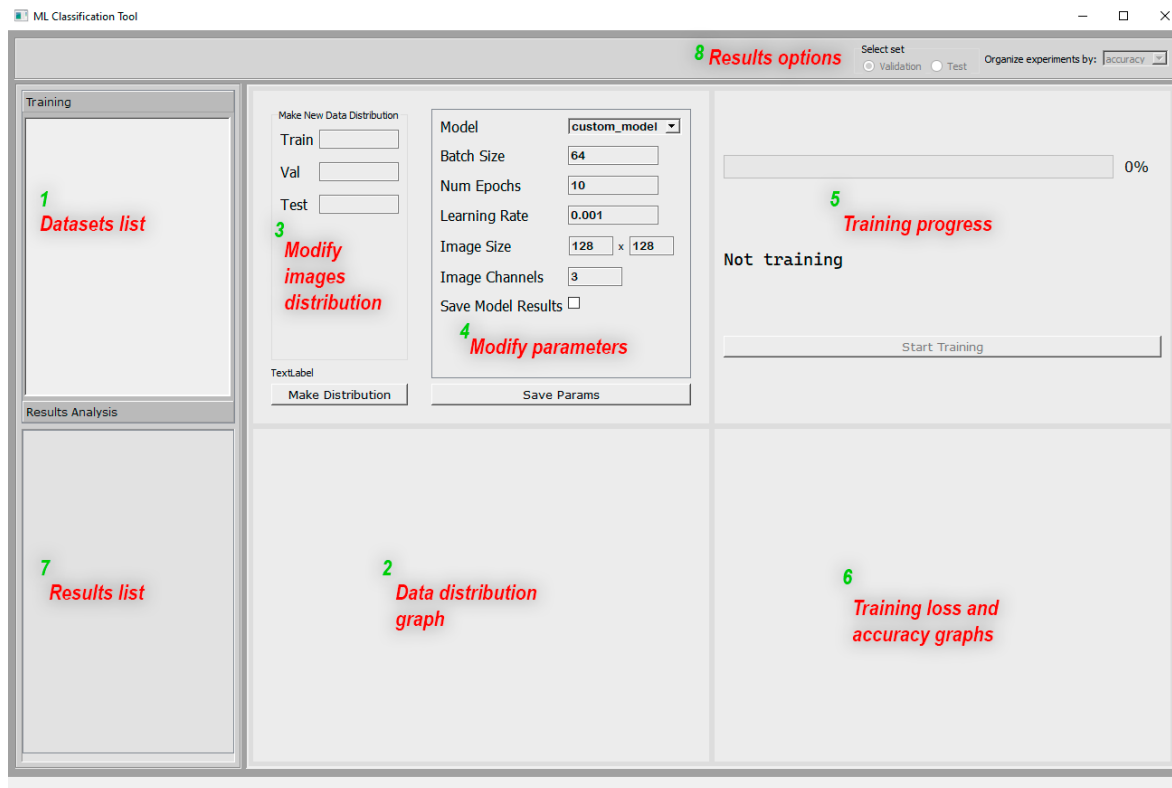 ML Classification Tool
8 Results options
Select set
Validation Test
Organize experiments by: accuracy
Training
1
Datasets list
Make New Data Distribution
Train
Val
Test
3
Modify
images
distribution
TextLabel
Make Distribution
Model custom_model
Batch Size 64
Num Epochs 10
Learning Rate 0.001
Image Size 128 x 128
Image Channels 3
Save Model Results
4
Modify parameters
Save Params
0%
5
Training progress
Not training
Start Training
Results Analysis
7
Results list
2
Data distribution
graph
6
Training loss and
accuracy graphs